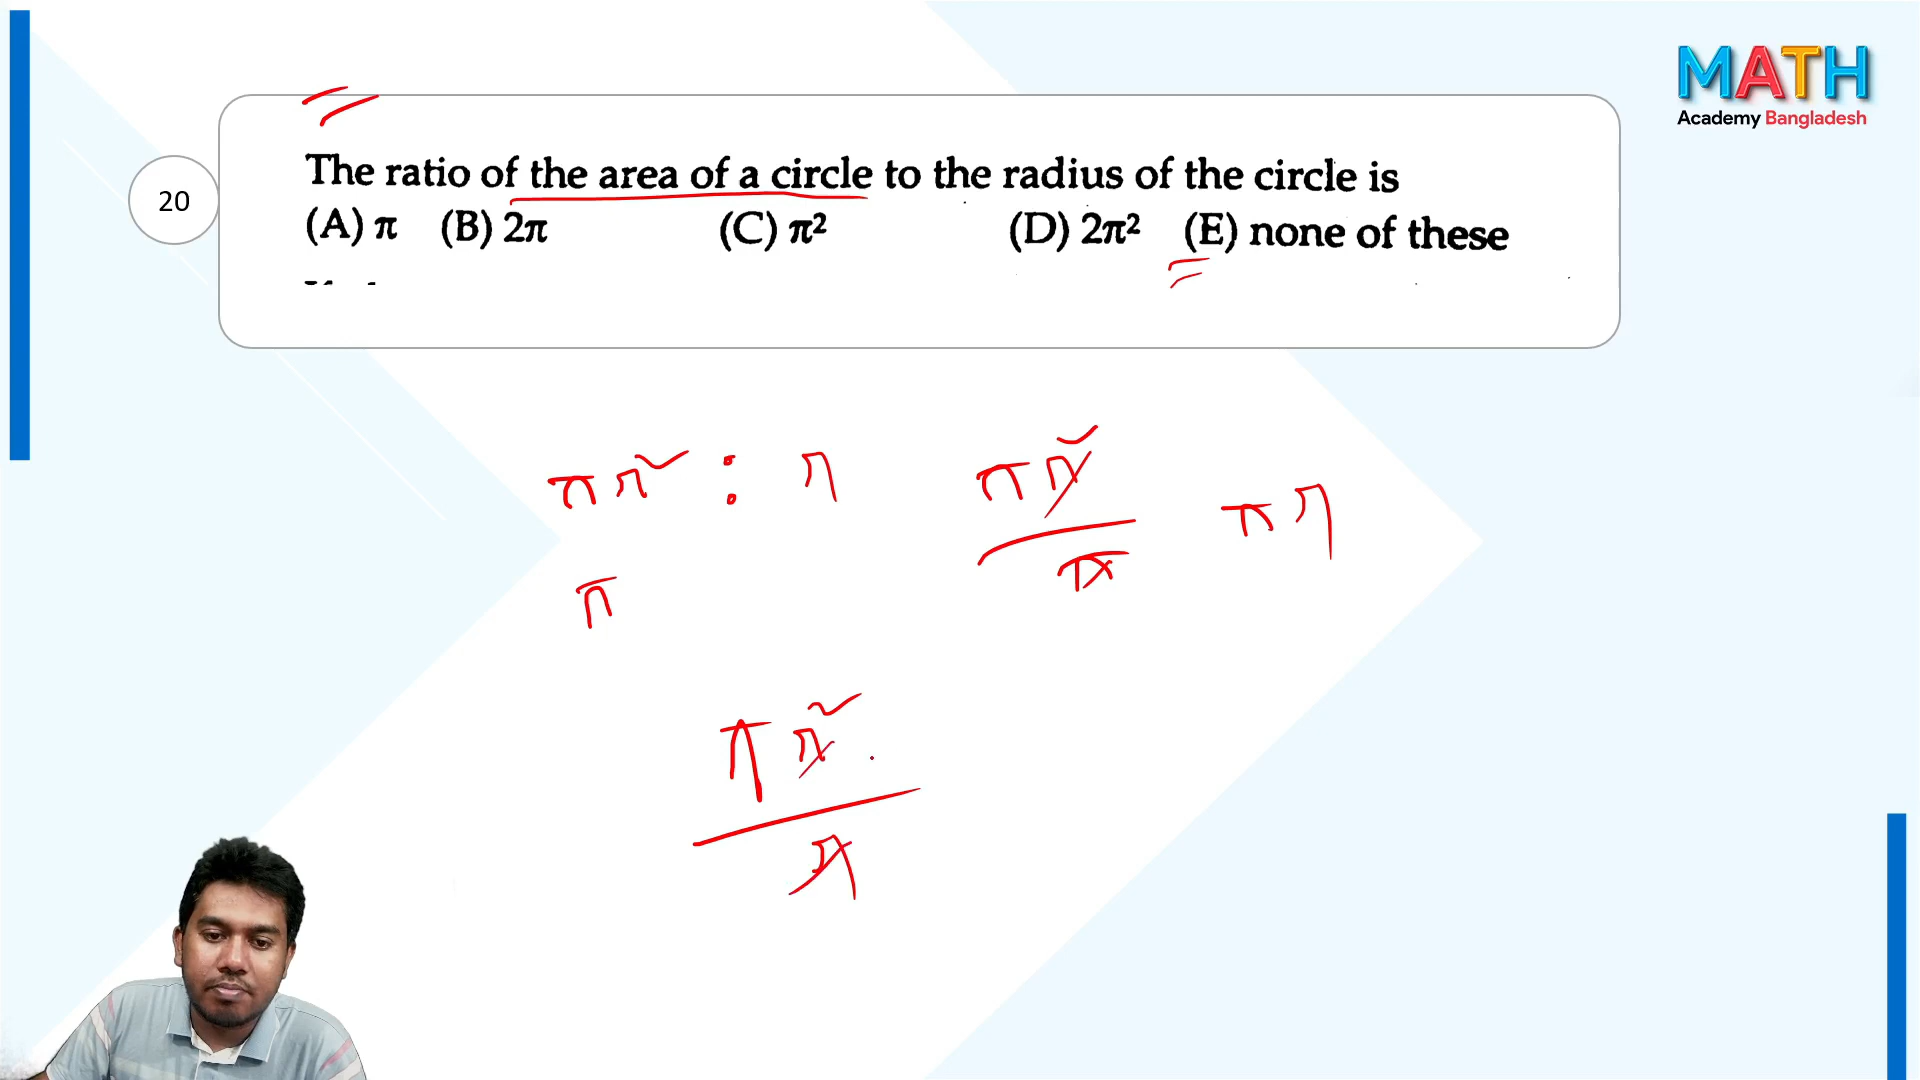 MATH
Academy Bangladesh
20
The ratio of the area of a circle to the radius of the circle is
(A) π (B) 2π (C) π² (D) 2π² (E) none of these
πr² : r
πr²
r
πr
π
πr²
r